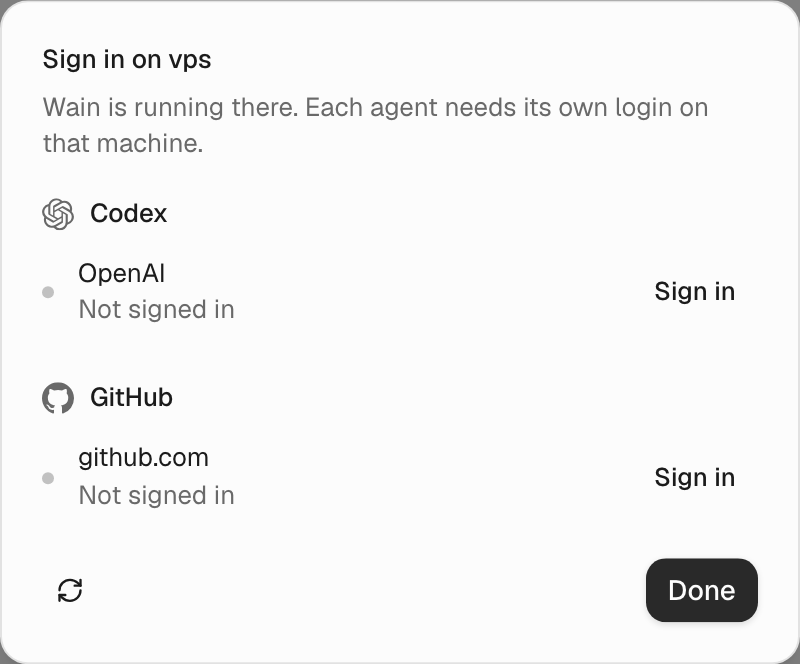 Sign in on vps
Wain is running there. Each agent needs its own login on
that machine.
Codex
OpenAI
Not signed in
Sign in
GitHub
github.com
Not signed in
Sign in
Done